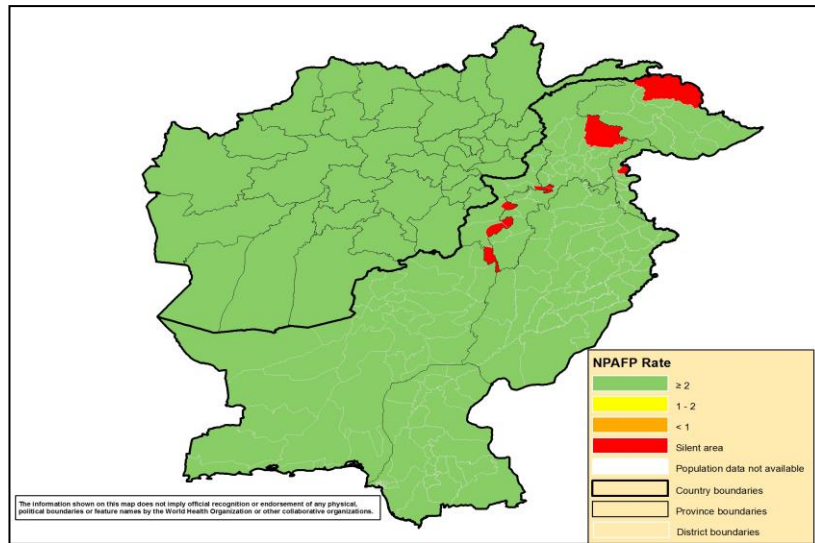 NPAFP Rate
≥ 2
1 - 2
< 1
Silent area
Population data not available
Country boundaries
Province boundaries
District boundaries
The information shown on this map does not imply official recognition or endorsement of any physical,
political boundaries or feature names by the World Health Organization or other collaborative organizations.